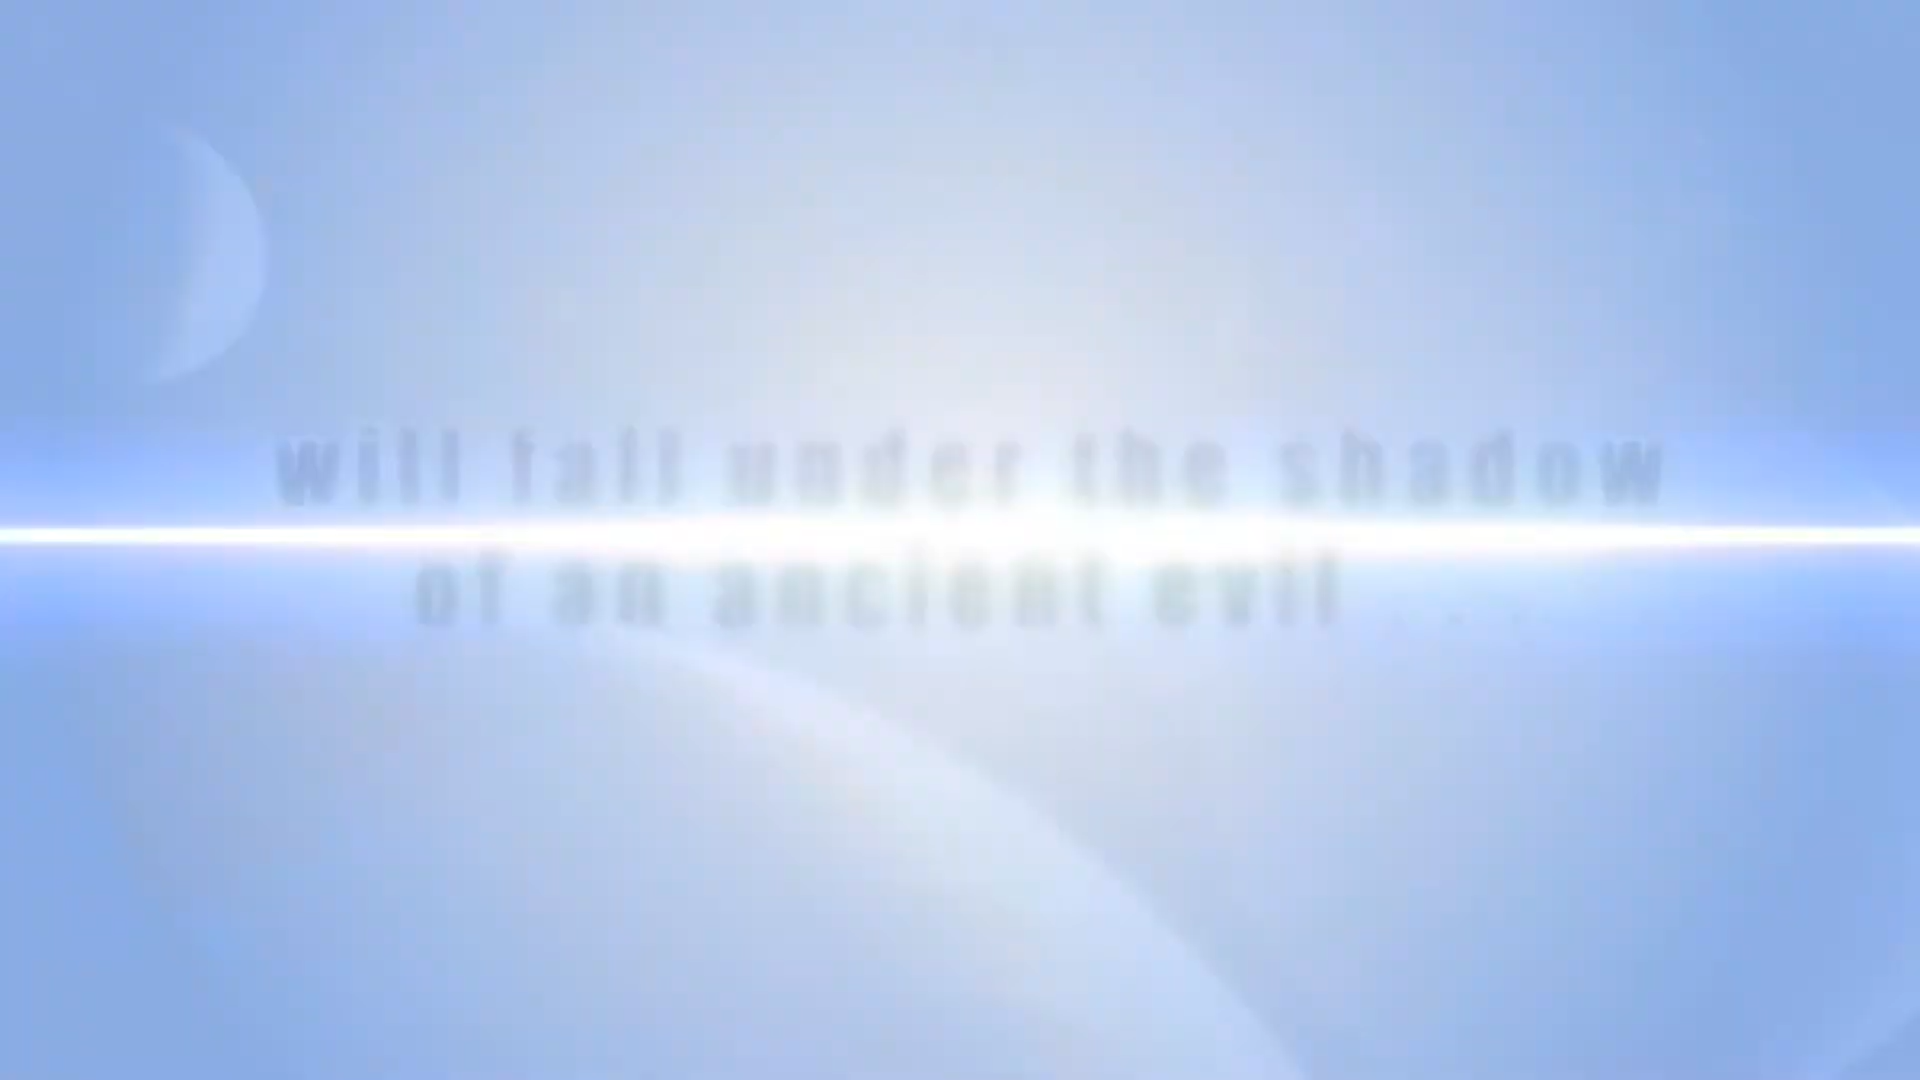 will fall under the shadow
of an ancient evil